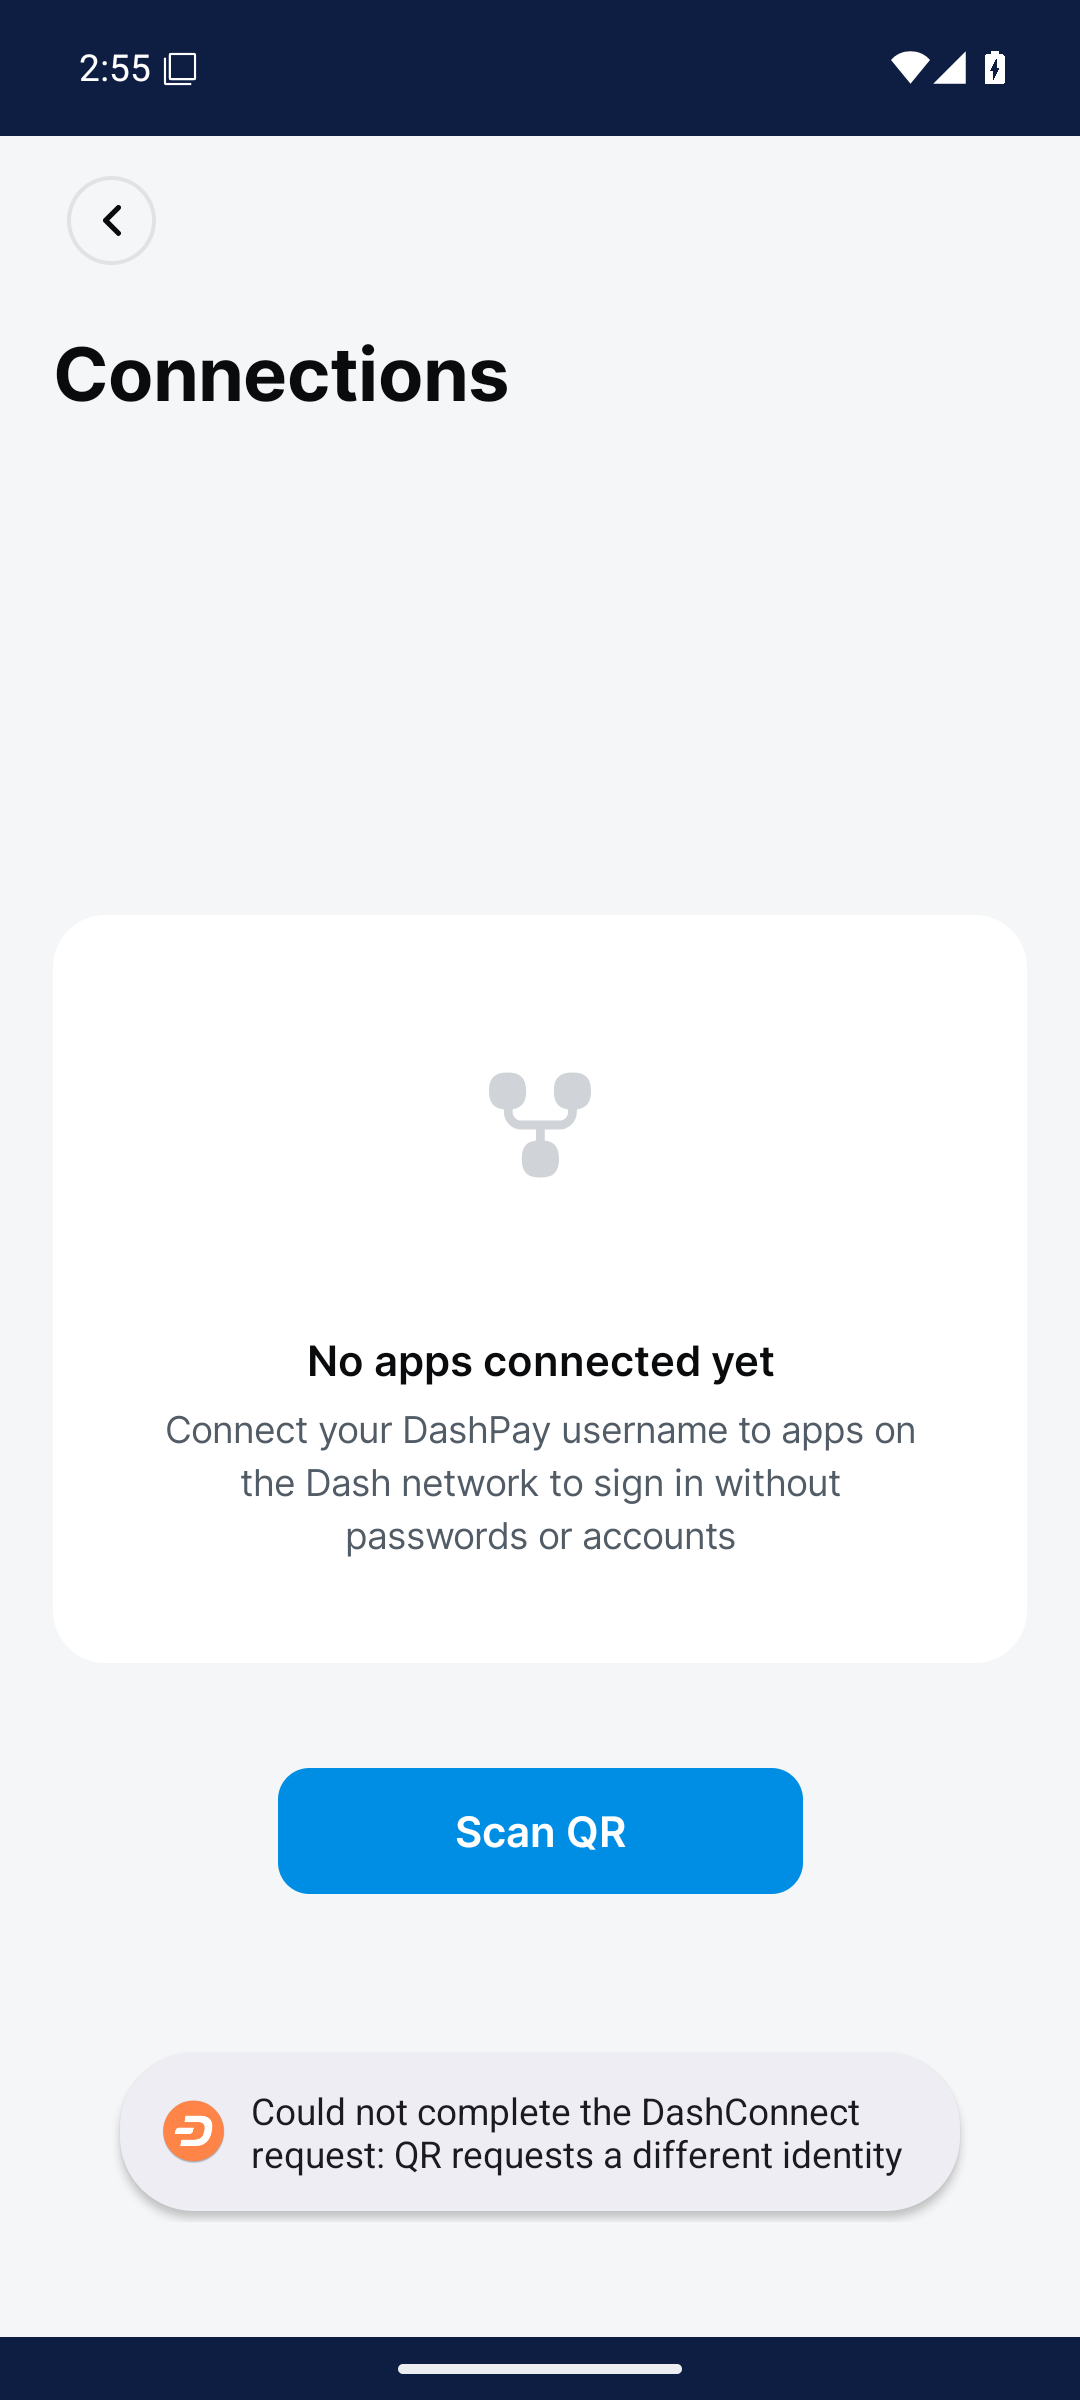 2:55
Connections
No apps connected yet
Connect your DashPay username to apps on
the Dash network to sign in without
passwords or accounts
Scan QR
Could not complete the DashConnect
request: QR requests a different identity